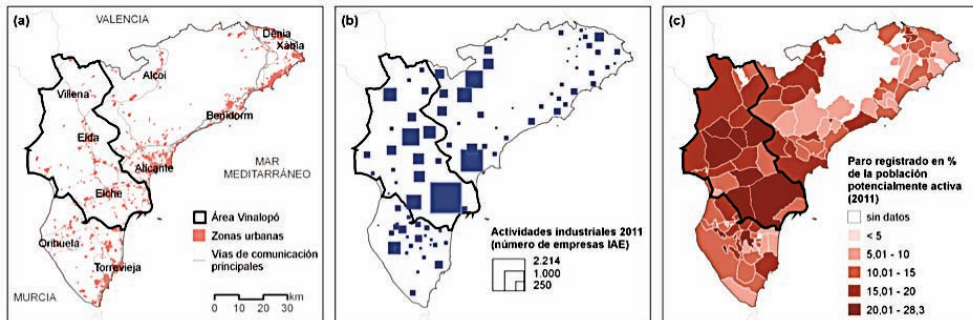 (a)
VALENCIA
Dénia
Xàbia
Alcoi
Villena
Benidorm
Elda
Alicante
MAR
MEDITARRÁNEO
Elche
Orihuela
Torrevieja
MURCIA
Área Vinalopó
Zonas urbanas
Vías de comunicación
principales
km
0 10 20 30
(b)
Actividades industriales 2011
(número de empresas IAE)
2.214
1.000
250
(c)
Paro registrado en %
de la población
potencialmente activa
(2011)
sin datos
< 5
5,01 - 10
10,01 - 15
15,01 - 20
20,01 - 28,3